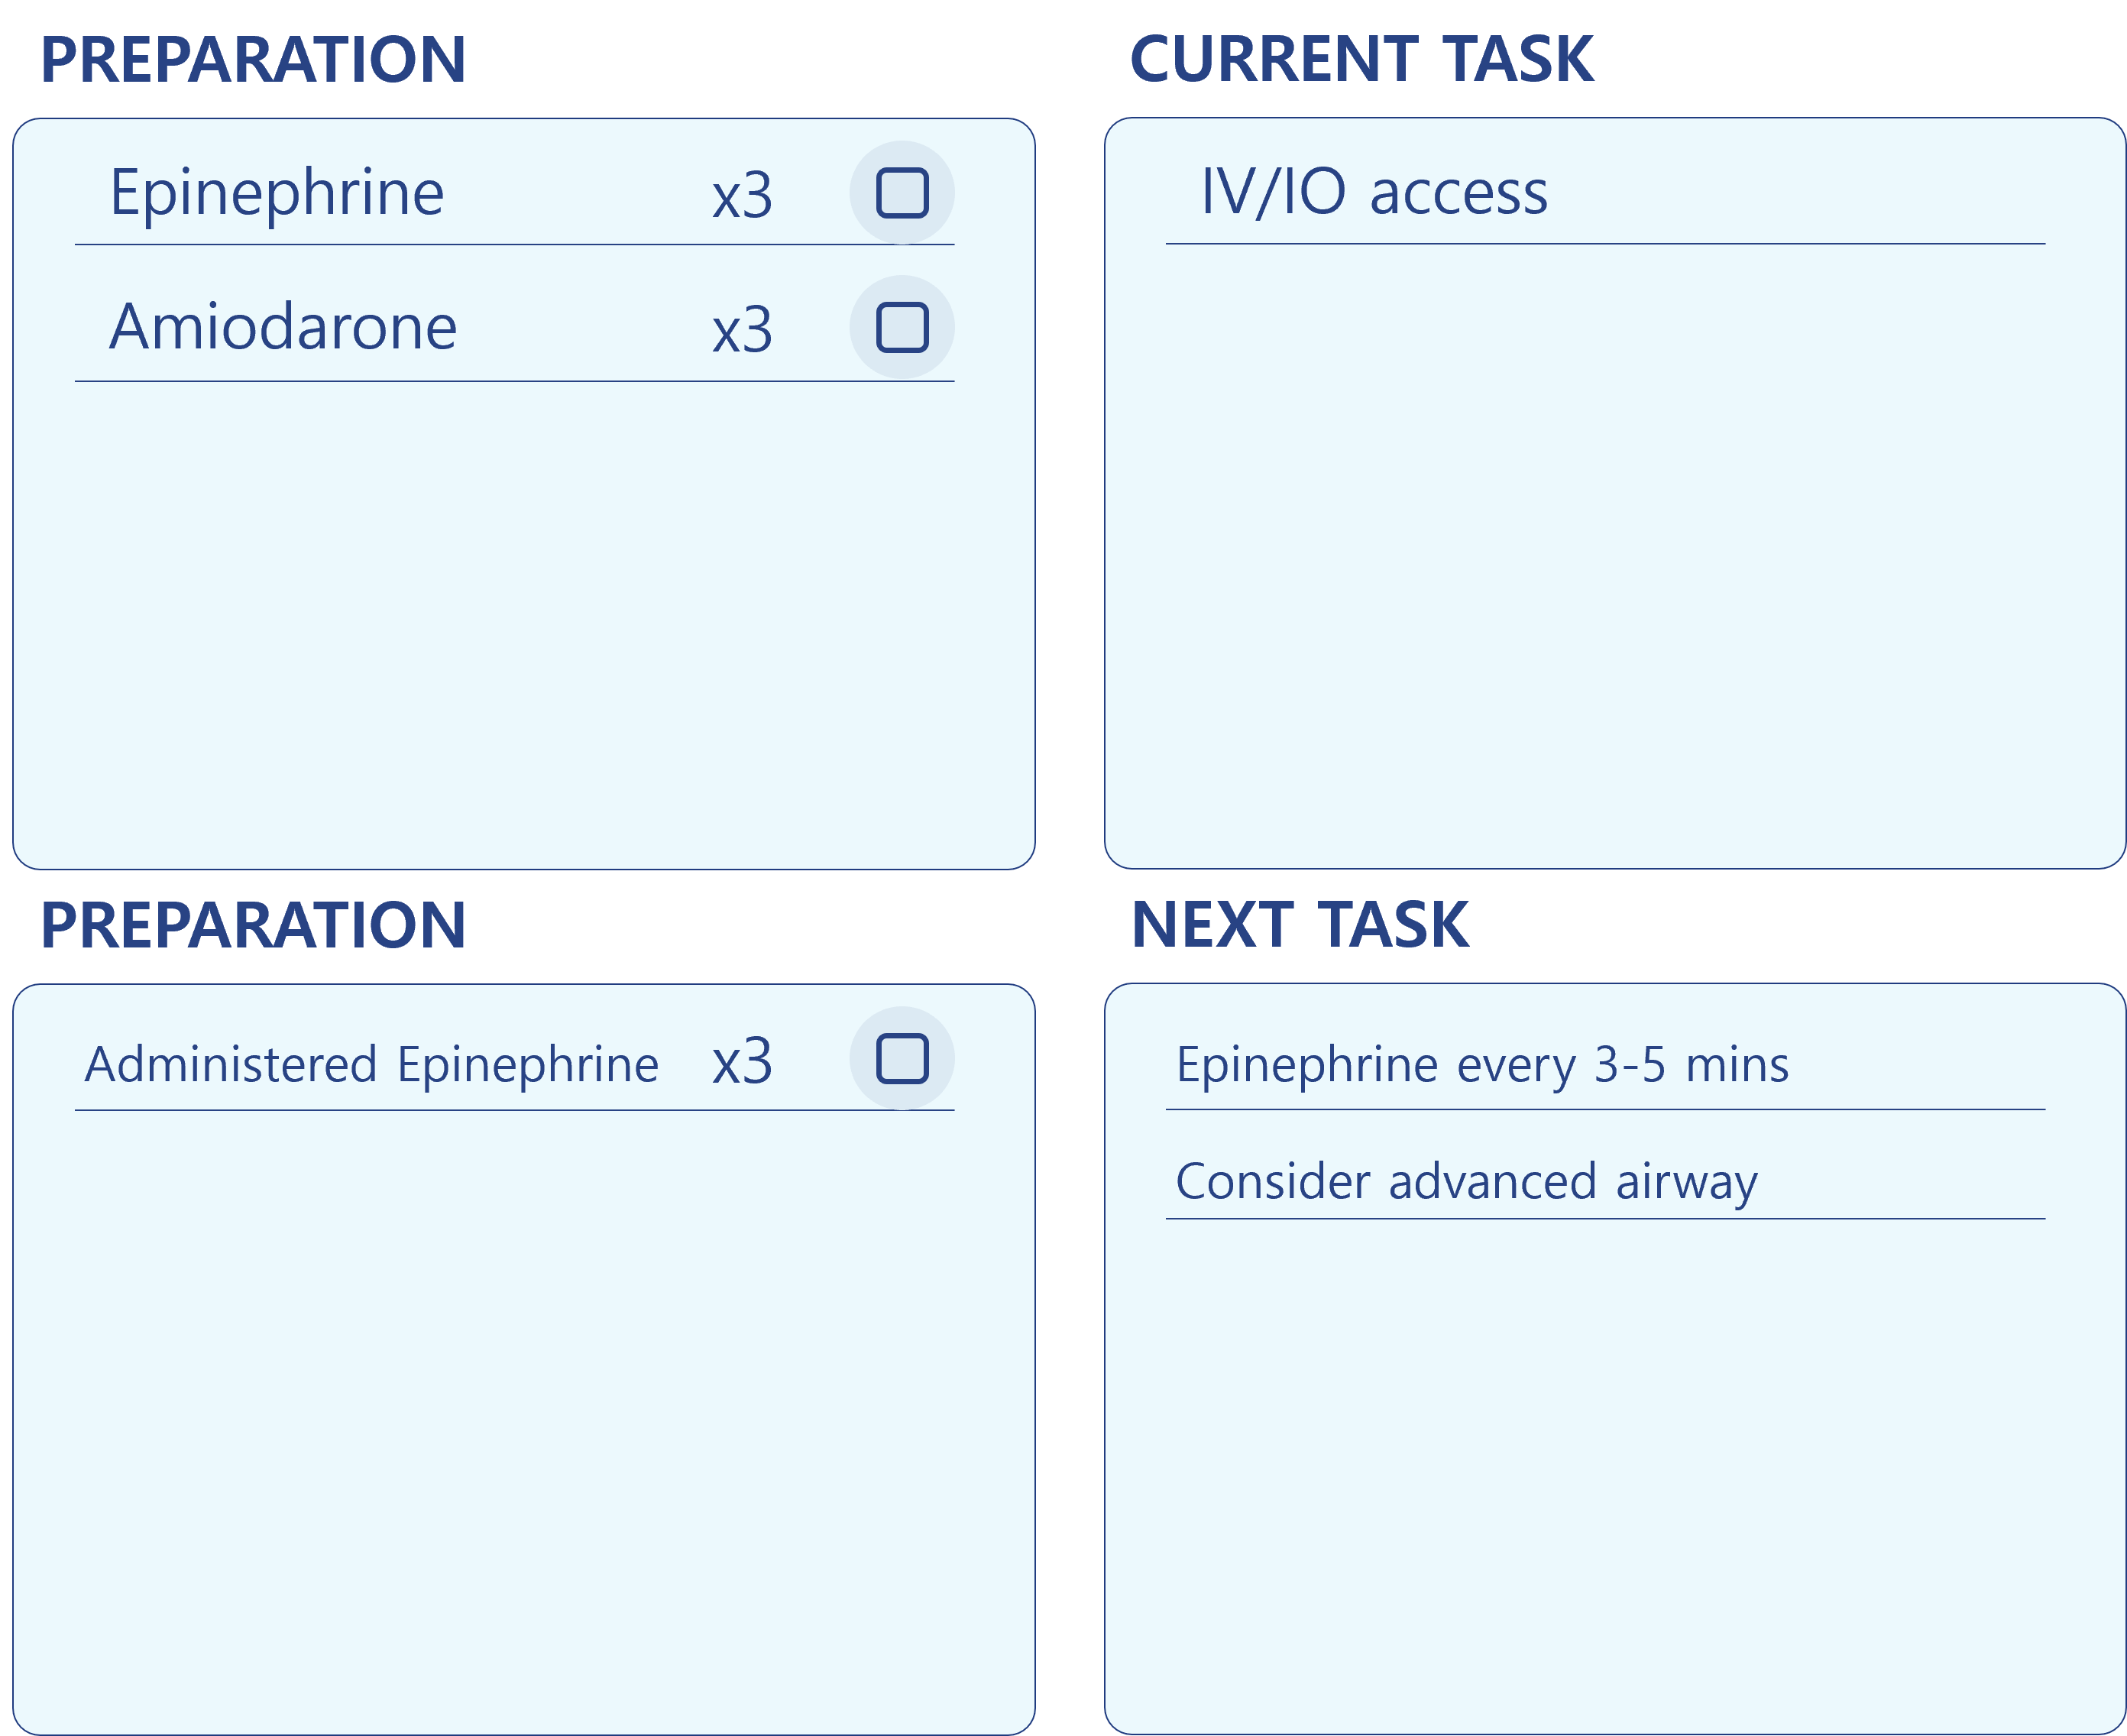 PREPARATION
Epinephrine x3
Amiodarone x3
CURRENT TASK
IV/IO access
PREPARATION
Administered Epinephrine x3
NEXT TASK
Epinephrine every 3-5 mins
Consider advanced airway